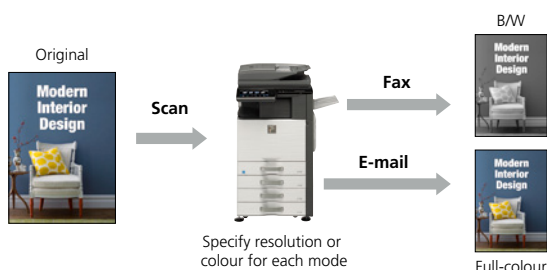 Original
Modern
Interior
Design
Scan
Specify resolution or
colour for each mode
Fax
E-mail
B/W
Modern
Interior
Design
Modern
Interior
Design
Full-colour